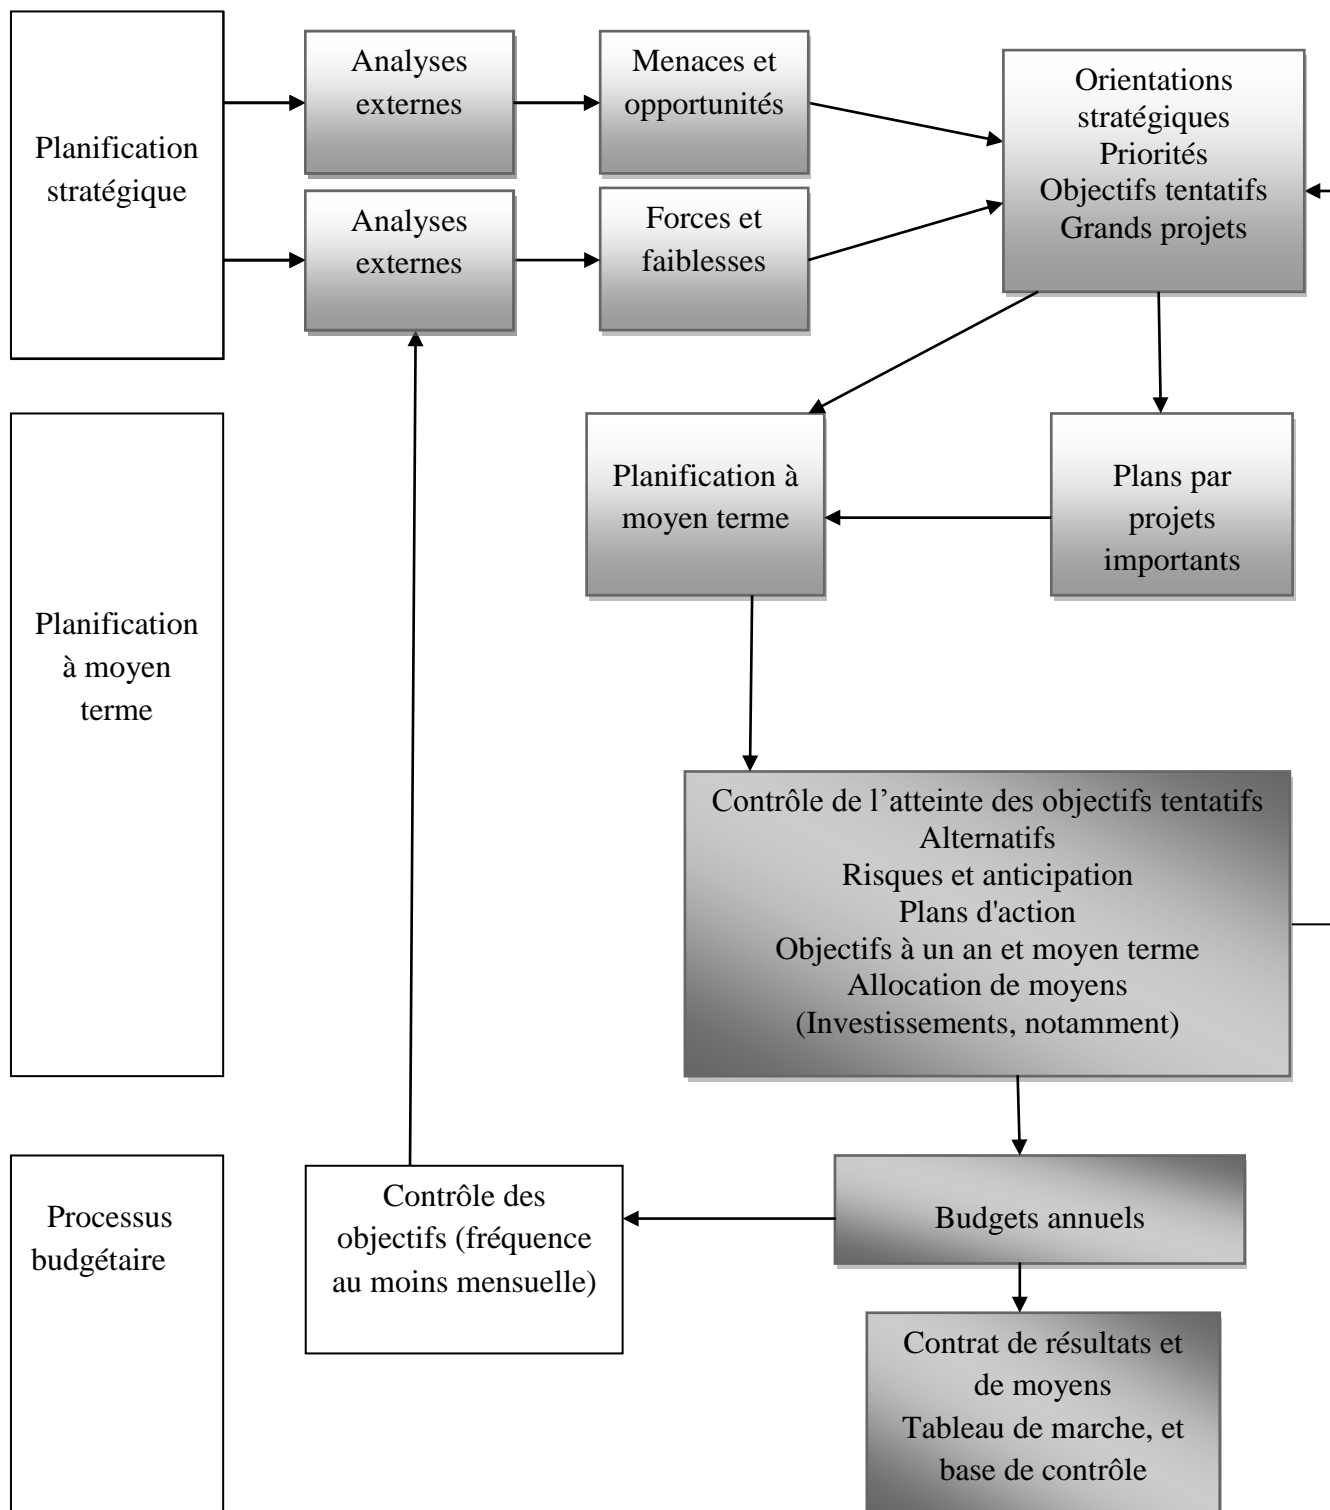 Planification
stratégique
Analyses
externes
Menaces et
opportunités
Orientations
stratégiques
Priorités
Objectifs tentatifs
Grands projets
Analyses
externes
Forces et
faiblesses
Planification
à moyen
terme
Planification à
moyen terme
Plans par
projets
importants
Contrôle de l’atteinte des objectifs tentatifs
Alternatifs
Risques et anticipation
Plans d'action
Objectifs à un an et moyen terme
Allocation de moyens
(Investissements, notamment)
Processus
budgétaire
Contrôle des
objectifs (fréquence
au moins mensuelle)
Budgets annuels
Contrat de résultats et
de moyens
Tableau de marche, et
base de contrôle